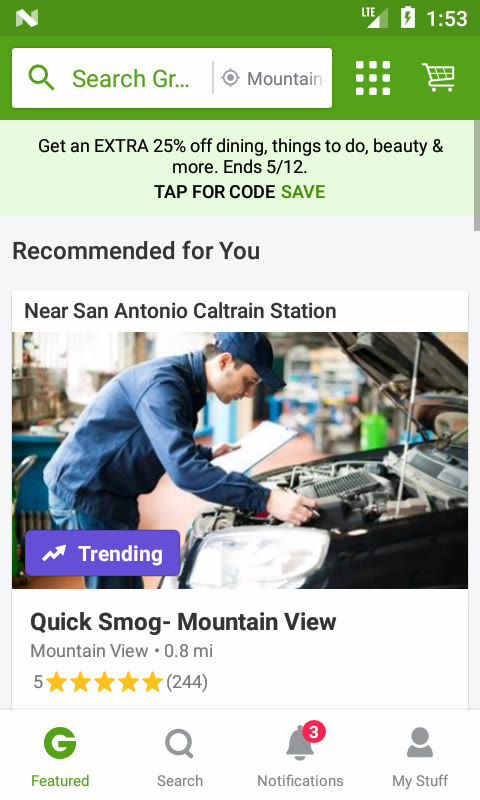 LTE 1:53
Search Gr... Mountain
Get an EXTRA 25% off dining, things to do, beauty &
more. Ends 5/12.
TAP FOR CODE SAVE
Recommended for You
Near San Antonio Caltrain Station
Trending
Quick Smog- Mountain View
Mountain View • 0.8 mi
5 (244)
3
Featured Search Notifications My Stuff